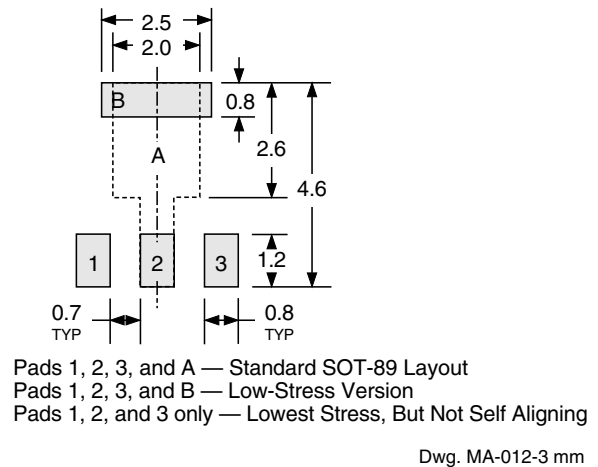 2.5
2.0
B
0.8
A
2.6
4.6
1 2 3 1.2
0.7 0.8
TYP TYP
Pads 1, 2, 3, and A — Standard SOT-89 Layout
Pads 1, 2, 3, and B — Low-Stress Version
Pads 1, 2, and 3 only — Lowest Stress, But Not Self Aligning
Dwg. MA-012-3 mm